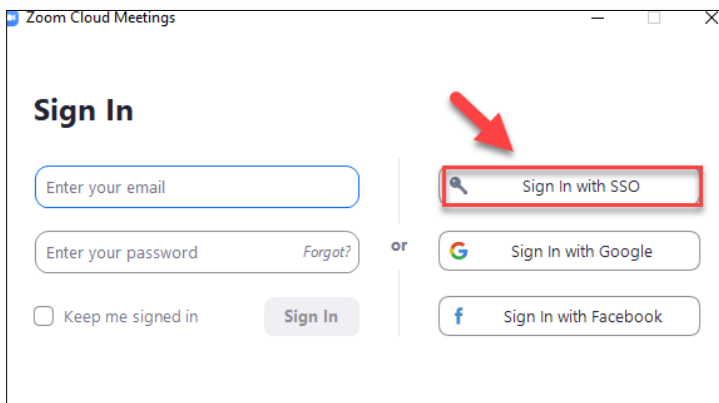 Zoom Cloud Meetings
Sign In
Enter your email
Enter your password Forgot?
Keep me signed in
Sign In
or
Sign In with SSO
Sign In with Google
Sign In with Facebook